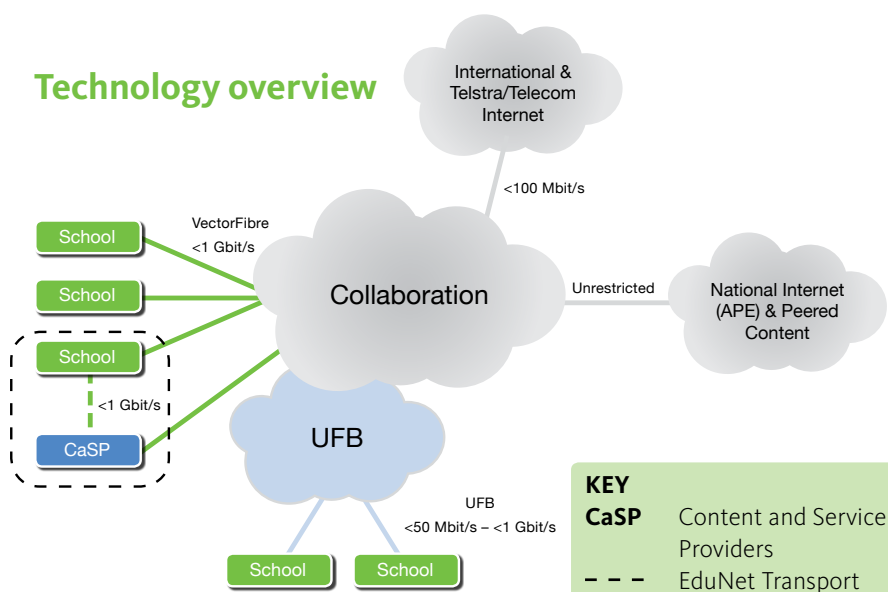 Technology overview
International &
Telstra/Telecom
Internet
<100 Mbit/s
VectorFibre
<1 Gbit/s
School
School
School
<1 Gbit/s
CaSP
Collaboration
Unrestricted
National Internet
(APE) & Peered
Content
UFB
UFB
<50 Mbit/s – <1 Gbit/s
School
School
KEY
CaSP Content and Service
Providers
– – – EduNet Transport